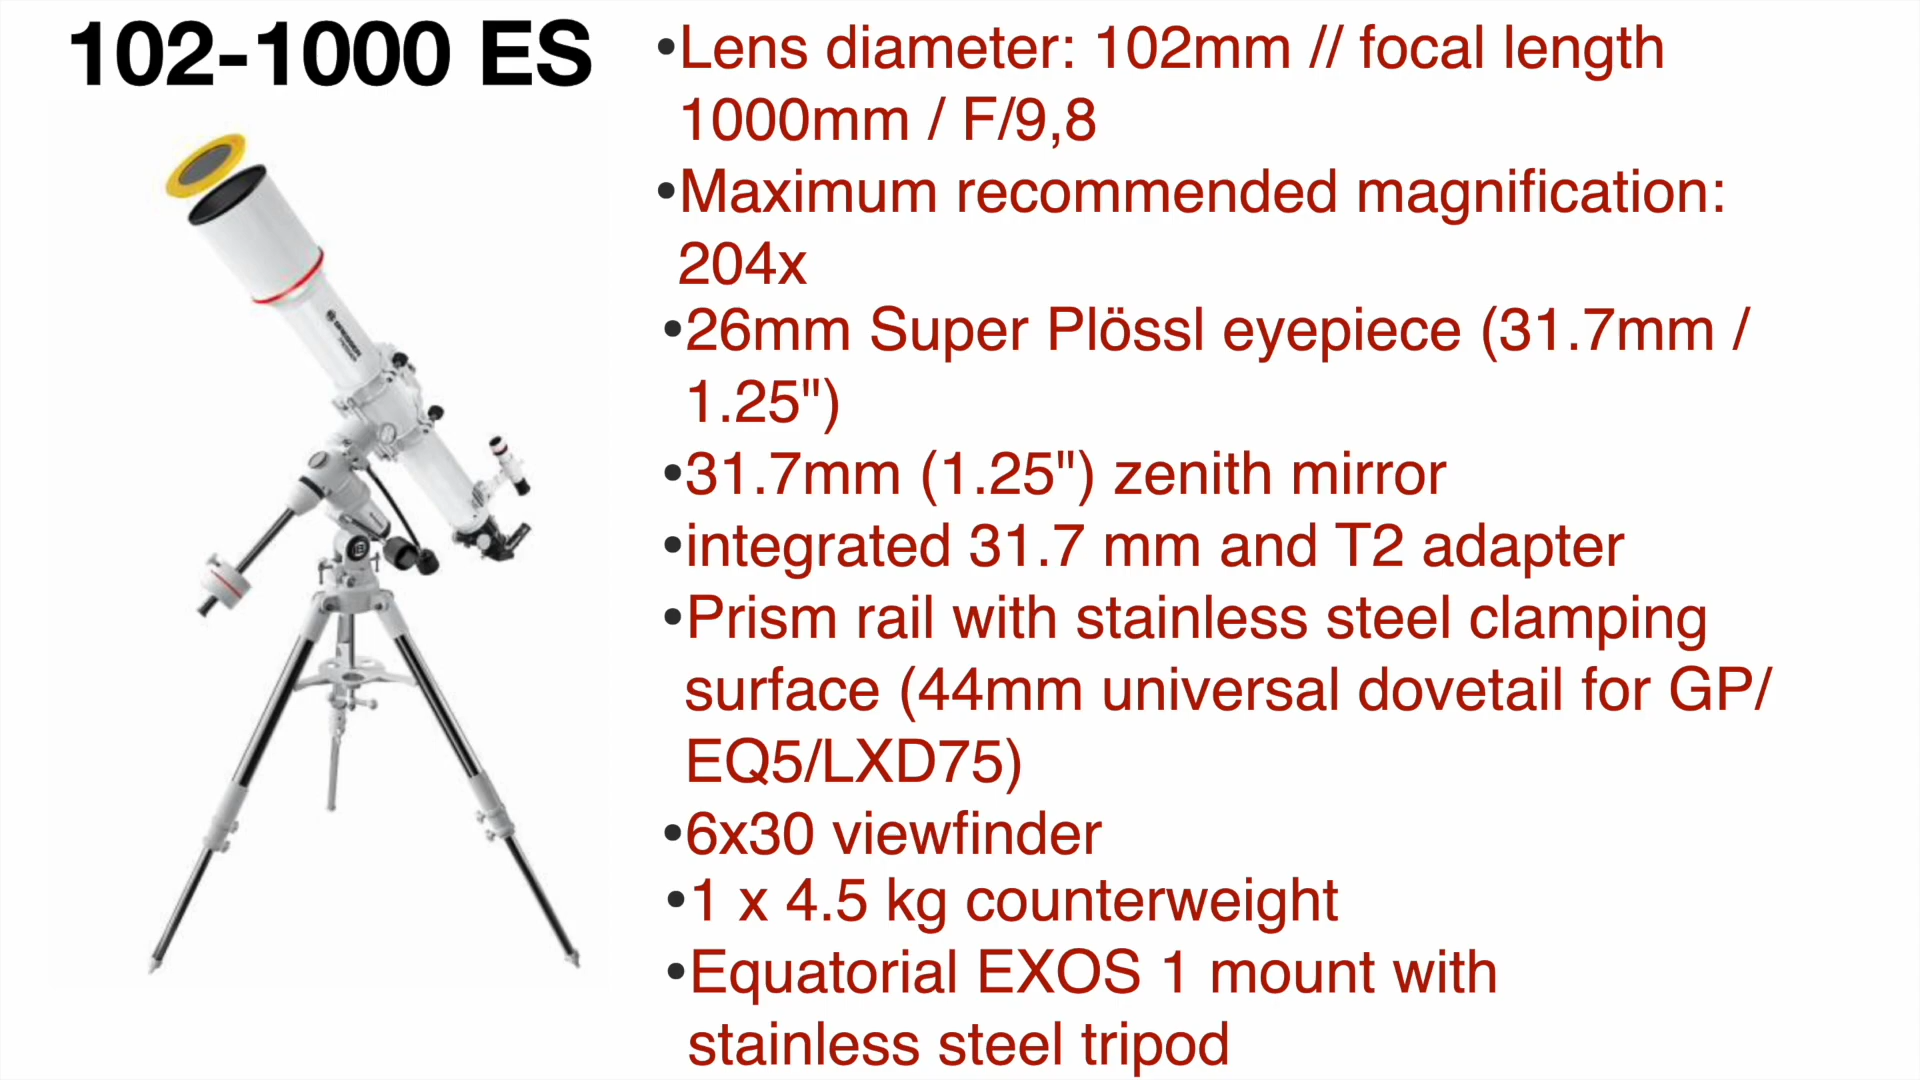 102-1000 ES
•Lens diameter: 102mm // focal length
1000mm / F/9,8
•Maximum recommended magnification:
204x
•26mm Super Plössl eyepiece (31.7mm /
1.25")
•31.7mm (1.25") zenith mirror
•integrated 31.7 mm and T2 adapter
•Prism rail with stainless steel clamping
surface (44mm universal dovetail for GP/
EQ5/LXD75)
•6x30 viewfinder
•1 x 4.5 kg counterweight
•Equatorial EXOS 1 mount with
stainless steel tripod
BRESSER